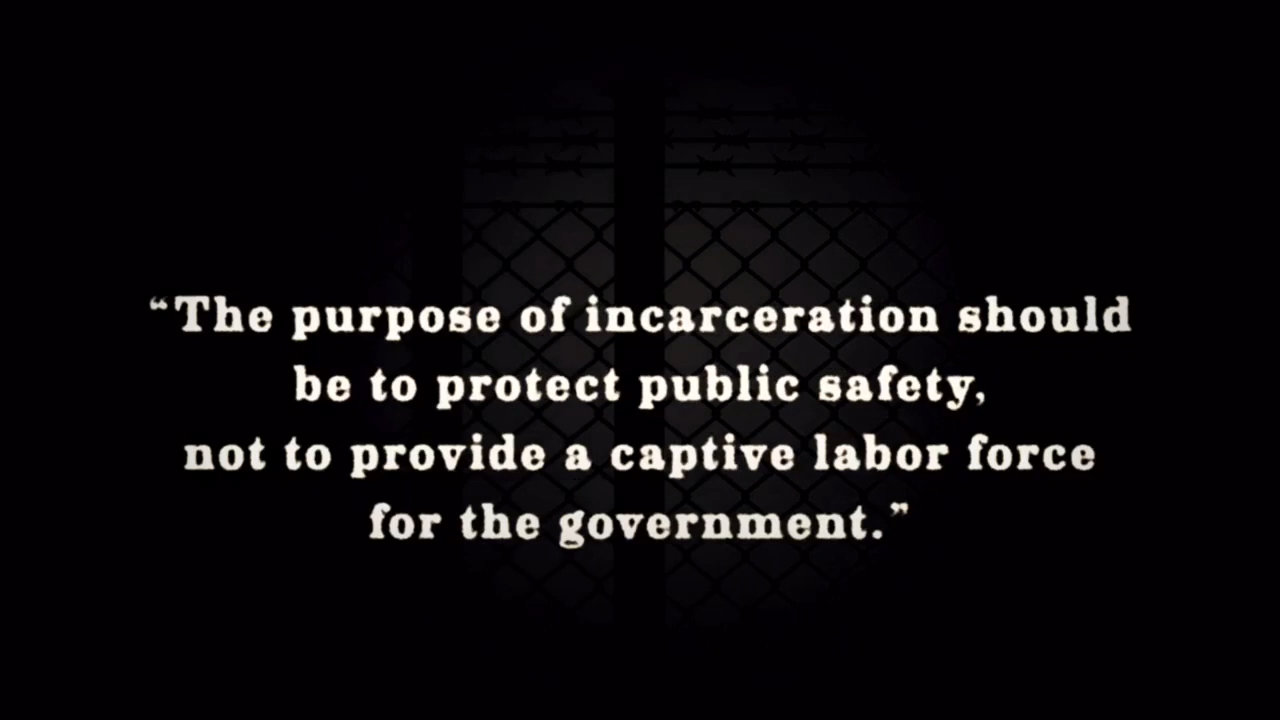 “The purpose of incarceration should
be to protect public safety,
not to provide a captive labor force
for the government.”